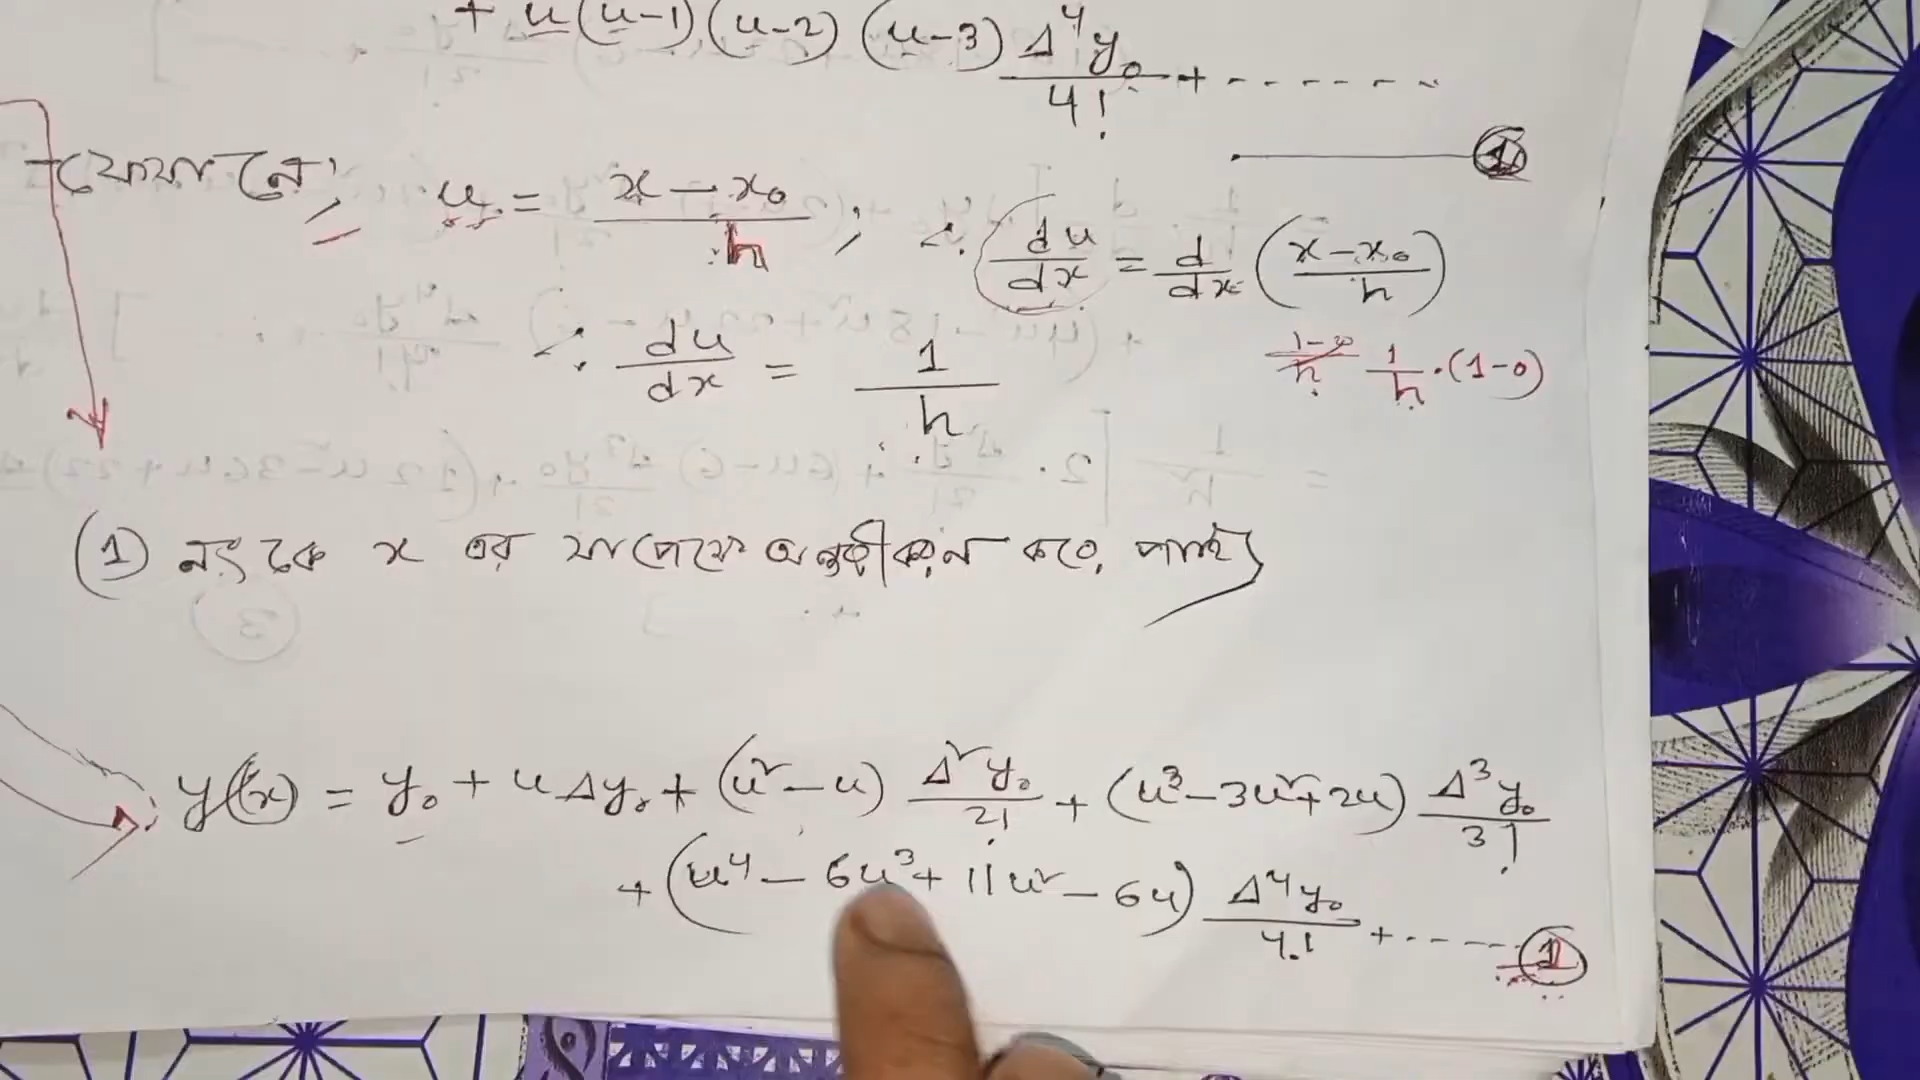 + u(u-1)(u-2)(u-3) Δ⁴y₀/4! + - - - - - -
①
যেখানে, u = x - x₀/h ; ∴ du/dx = d/dx (x - x₀/h)
∴ du/dx = 1/h 1/h · (1-0)
(1) নং কে x এর সাপেক্ষে অন্তরীকরন করে পাই,
y(x) = y₀ + uΔy₀ + (u² - u) Δ²y₀/2! + (u³ - 3u² + 2u) Δ³y₀/3!
+ (u⁴ - 6u³ + 11u² - 6u) Δ⁴y₀/4! + - - - - - ①